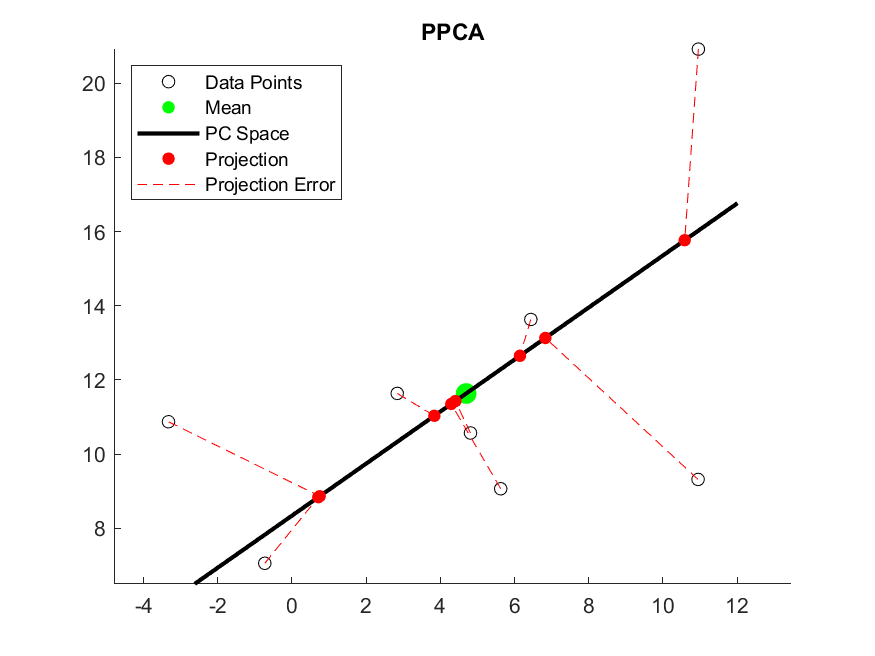 PPCA
Data Points
Mean
PC Space
Projection
Projection Error
20
18
16
14
12
10
8
-4 -2 0 2 4 6 8 10 12